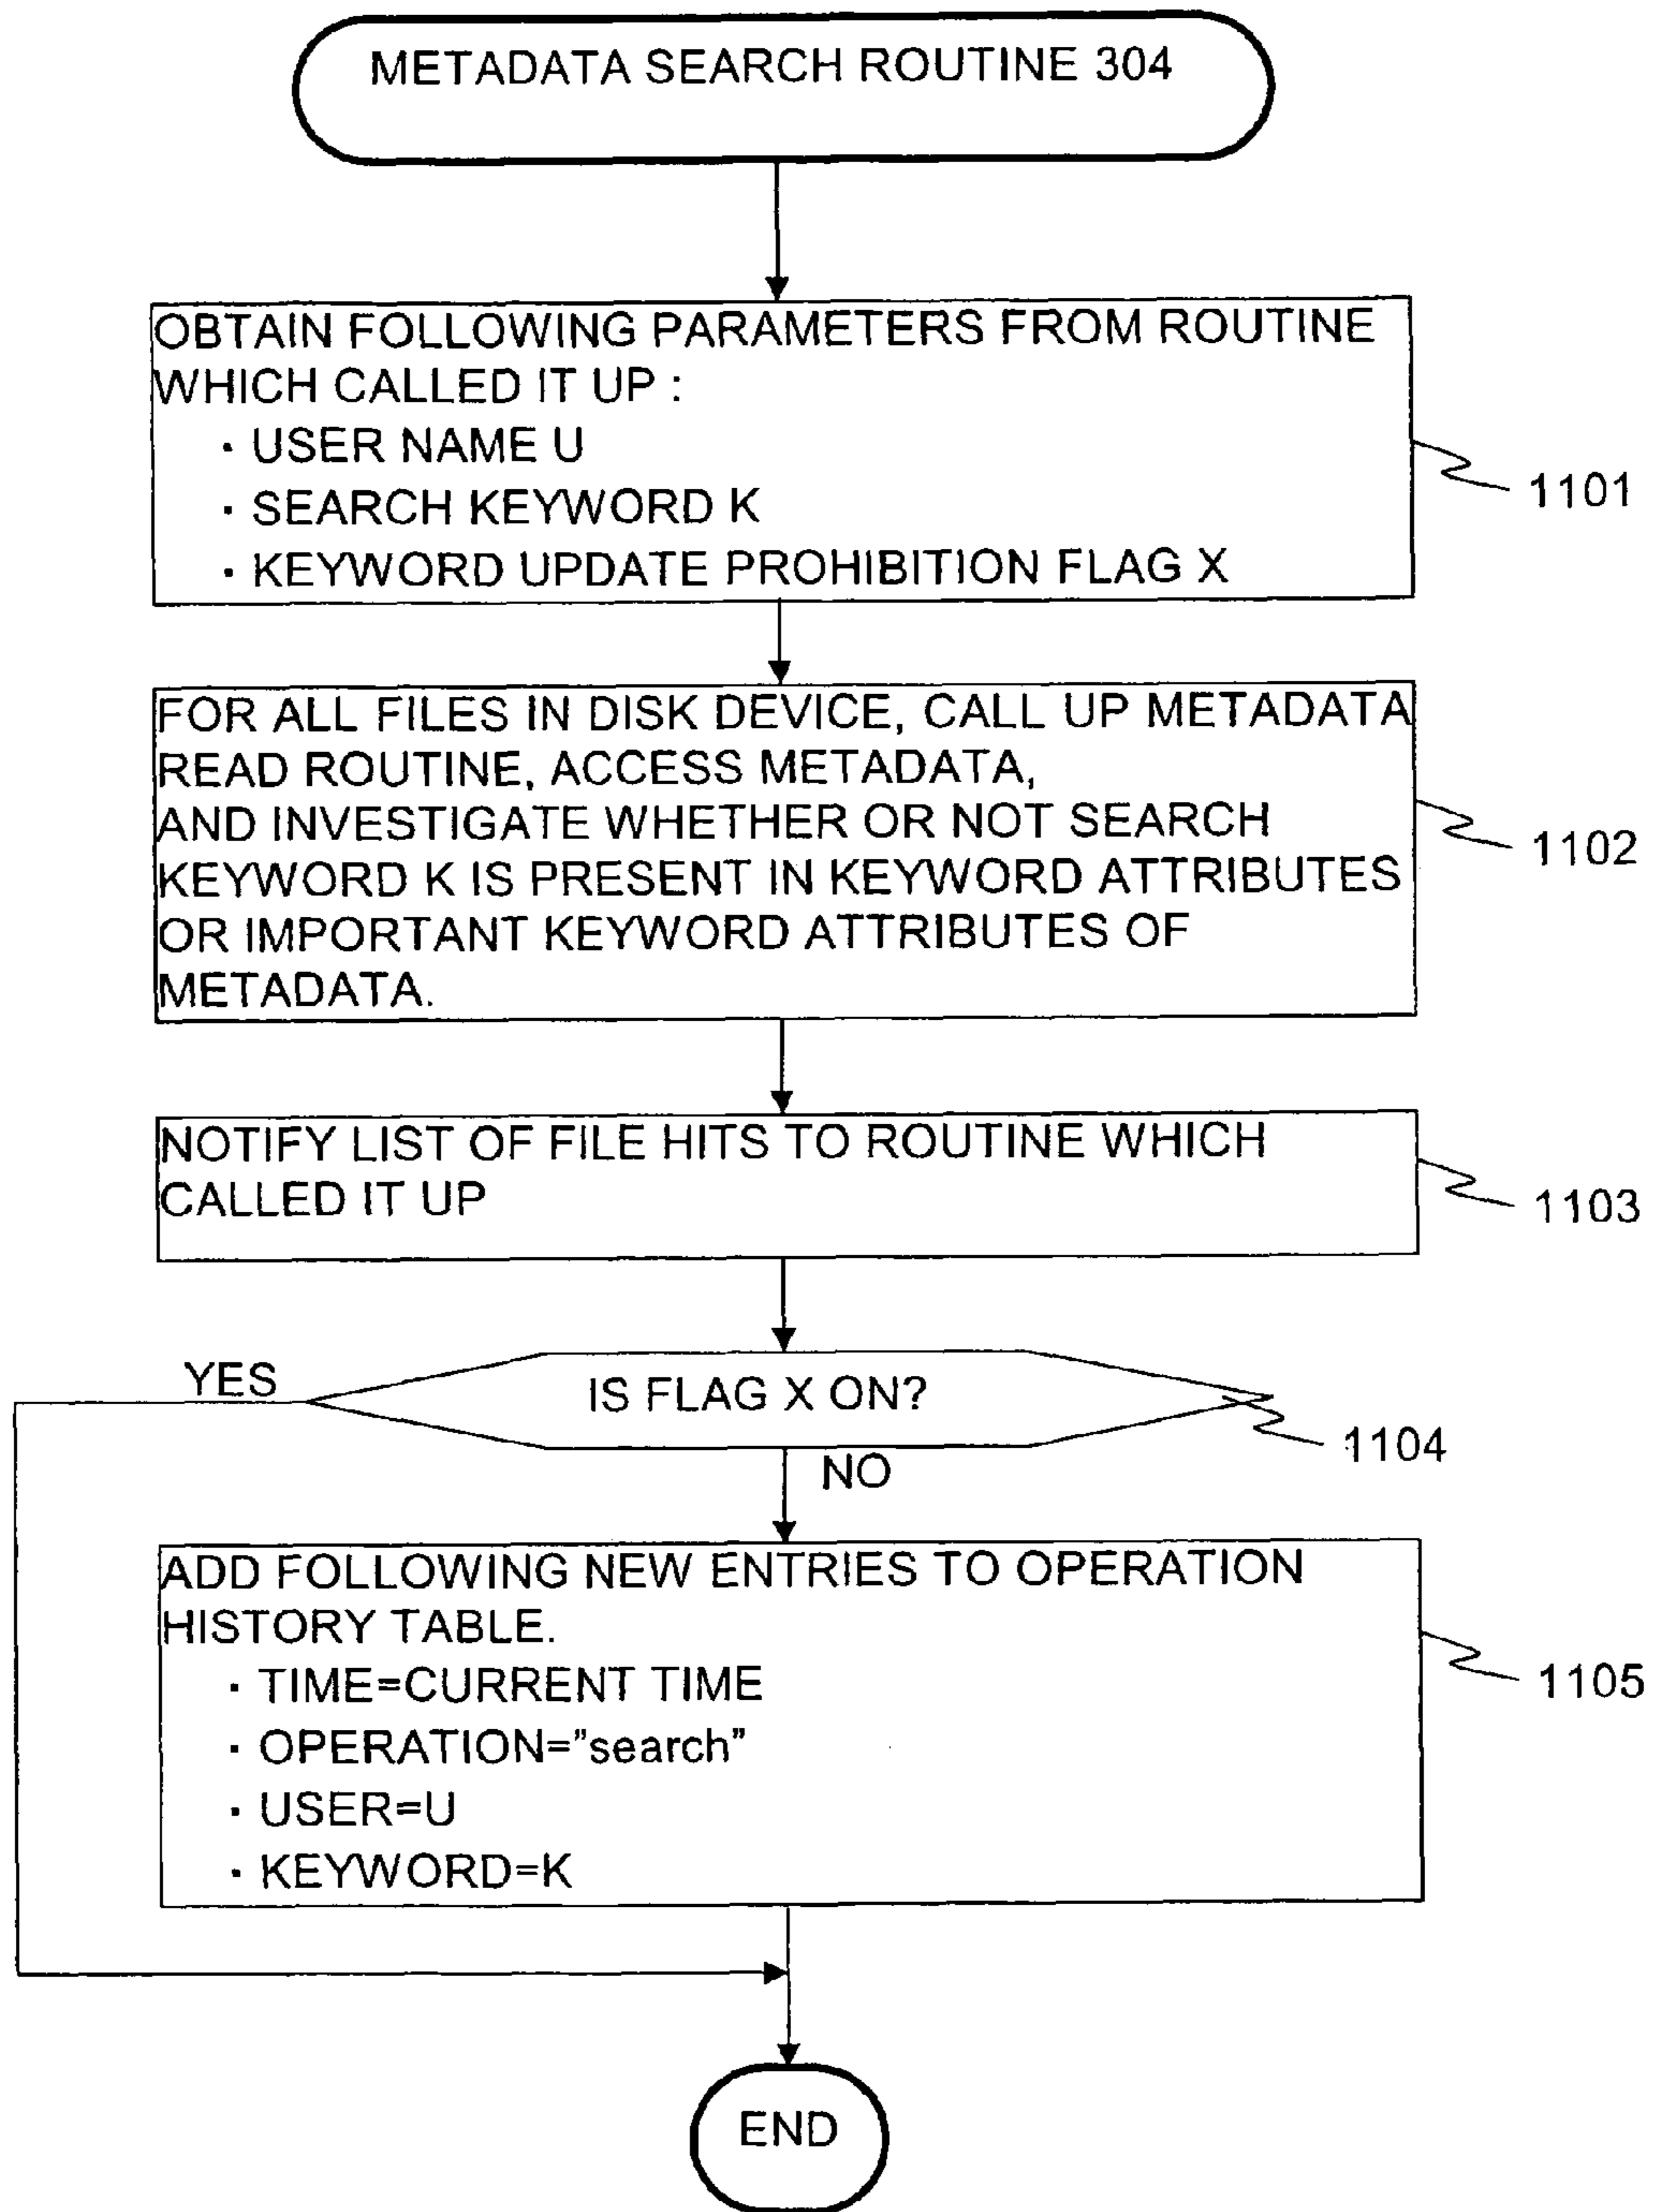 METADATA SEARCH ROUTINE 304
OBTAIN FOLLOWING PARAMETERS FROM ROUTINE
WHICH CALLED IT UP :
・USER NAME U
・SEARCH KEYWORD K
・KEYWORD UPDATE PROHIBITION FLAG X
1101
FOR ALL FILES IN DISK DEVICE, CALL UP METADATA
READ ROUTINE, ACCESS METADATA,
AND INVESTIGATE WHETHER OR NOT SEARCH
KEYWORD K IS PRESENT IN KEYWORD ATTRIBUTES
OR IMPORTANT KEYWORD ATTRIBUTES OF
METADATA.
1102
NOTIFY LIST OF FILE HITS TO ROUTINE WHICH
CALLED IT UP
1103
YES
IS FLAG X ON?
1104
NO
ADD FOLLOWING NEW ENTRIES TO OPERATION
HISTORY TABLE.
・TIME=CURRENT TIME
・OPERATION=”search”
・USER=U
・KEYWORD=K
1105
END